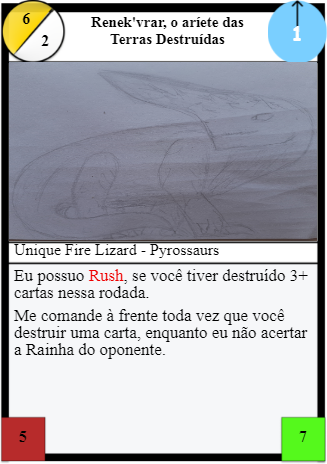 6
2
Renek'vrar, o aríete das
Terras Destruídas
1
Unique Fire Lizard - Pyrossaurs
Eu possuo Rush, se você tiver destruído 3+
cartas nessa rodada.
Me comande à frente toda vez que você
destruir uma carta, enquanto eu não acertar
a Rainha do oponente.
5
7